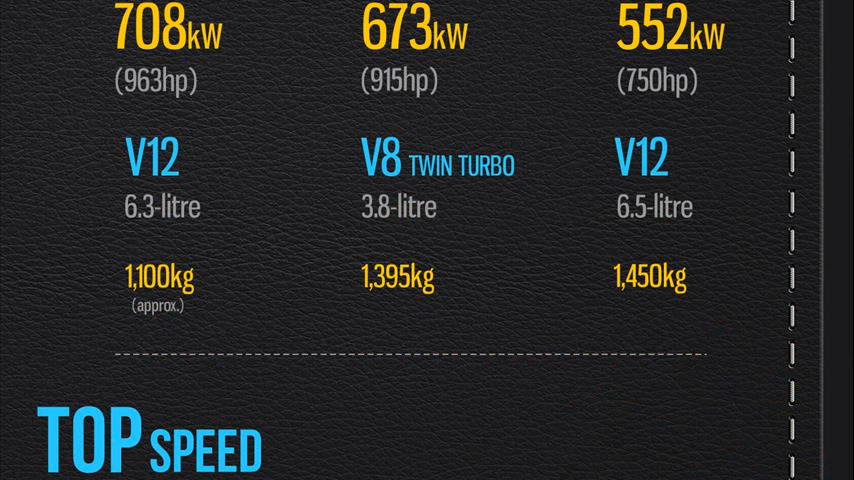 708kW 673kW 552kW
(963hp) (915hp) (750hp)
V12 V8 TWIN TURBO V12
6.3-litre 3.8-litre 6.5-litre
1,100kg 1,395kg 1,450kg
(approx.)
TOP SPEED